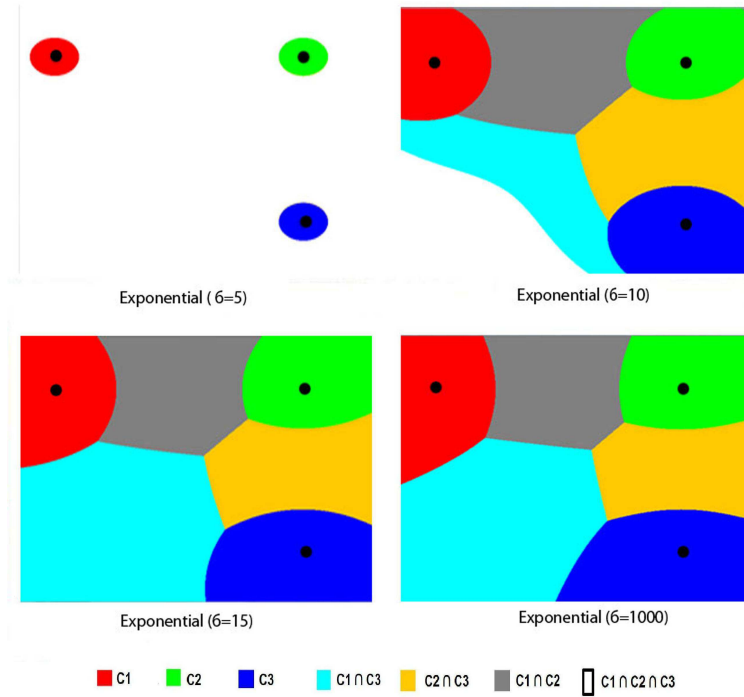 Exponential ( 6=5)
Exponential (6=10)
Exponential (6=15)
Exponential (6=1000)
C1 C2 C3 C1 ∩ C3 C2 ∩ C3 C1 ∩ C2 C1 ∩ C2 ∩ C3